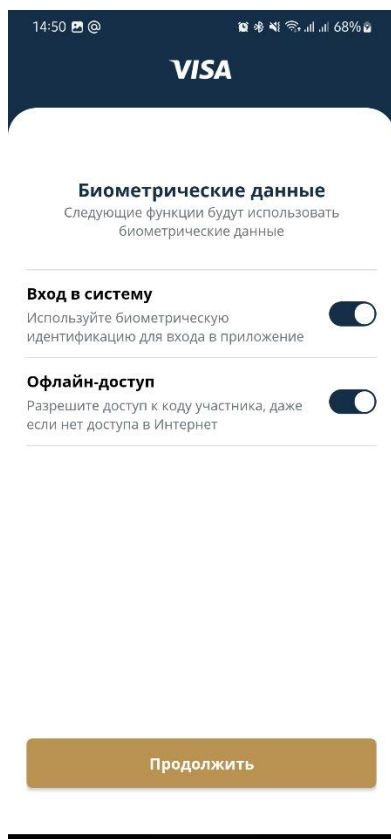 14:50
68%
VISA
Биометрические данные
Следующие функции будут использовать
биометрические данные
Вход в систему
Используйте биометрическую
идентификацию для входа в приложение
Офлайн-доступ
Разрешите доступ к коду участника, даже
если нет доступа в Интернет
Продолжить